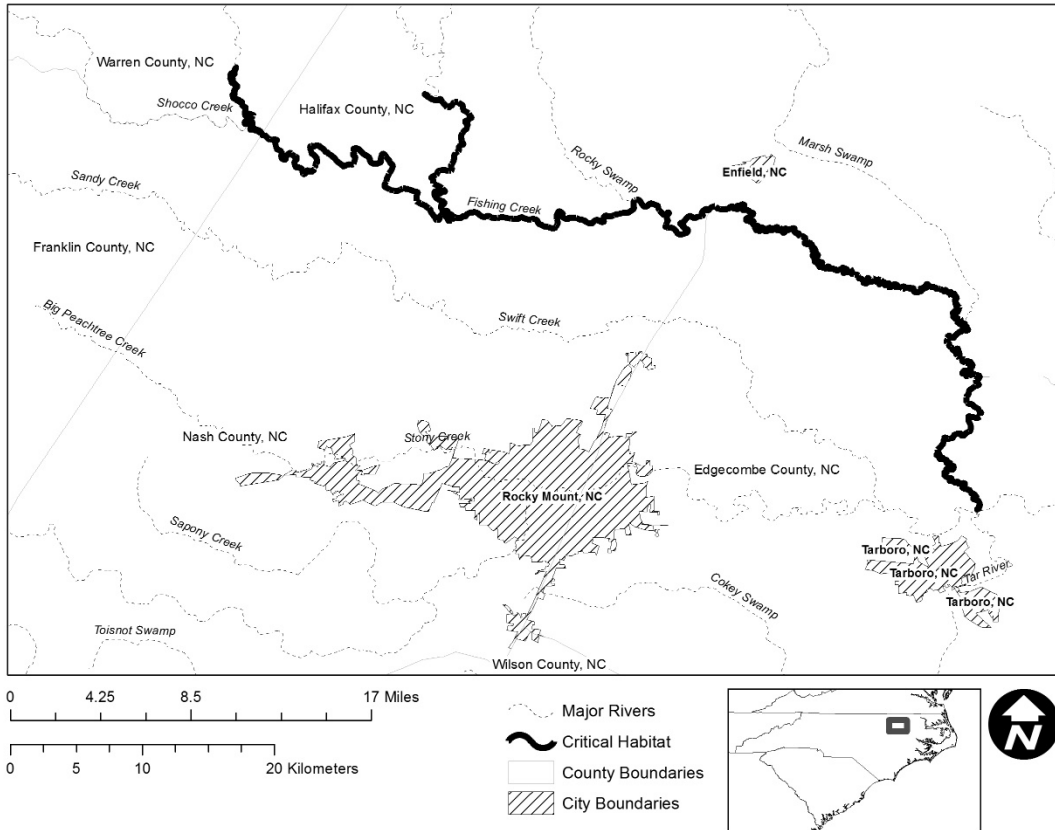 Warren County, NC
Shocco Creek
Halifax County, NC
Marsh Swamp
Rocky Swamp
Enfield, NC
Sandy Creek
Fishing Creek
Franklin County, NC
Big Peachtree Creek
Swift Creek
Nash County, NC
Stony Creek
Edgecombe County, NC
Rocky Mount, NC
Sapony Creek
Tarboro, NC
Tarboro, NC
Tar River
Tarboro, NC
Cokey Swamp
Toisnot Swamp
Wilson County, NC
0 4.25 8.5 17 Miles
0 5 10 20 Kilometers
Major Rivers
Critical Habitat
County Boundaries
City Boundaries
N